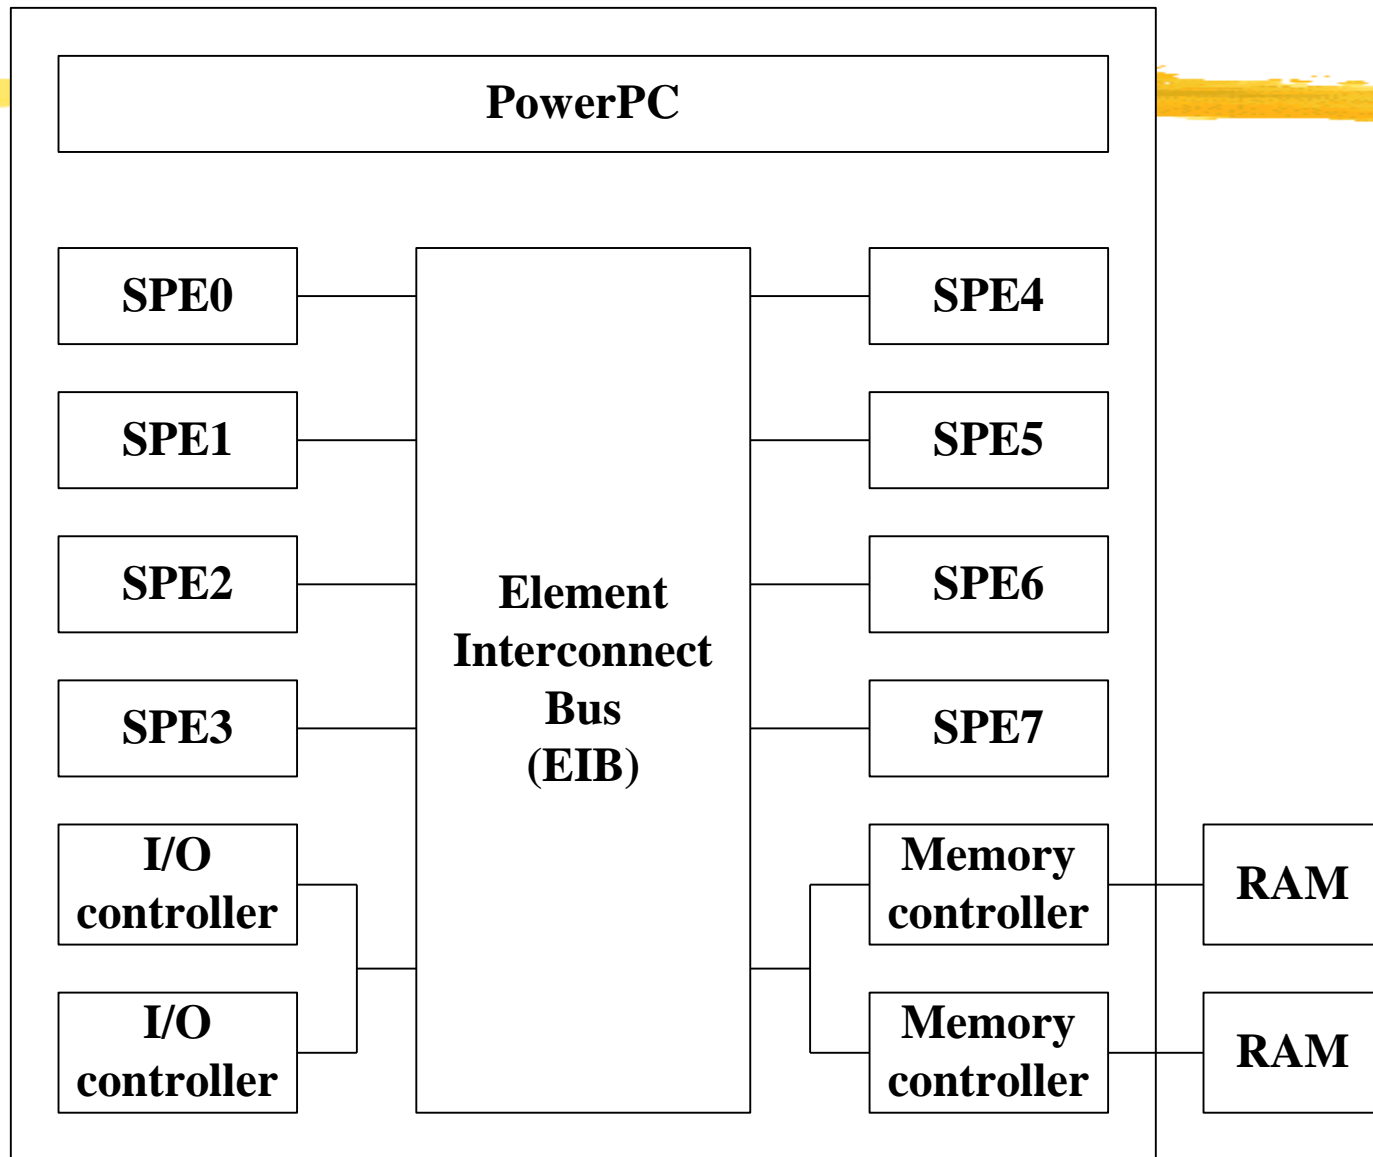 PowerPC
SPE0
SPE4
SPE1
SPE5
SPE2
SPE6
SPE3
SPE7
Element
Interconnect
Bus
(EIB)
I/O
controller
Memory
controller
RAM
I/O
controller
Memory
controller
RAM